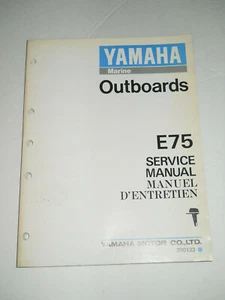 YAMAHA
Marine
Outboards
E75
SERVICE
MANUAL
MANUEL
D'ENTRETIEN
YAMAHA MOTOR CO.,LTD.